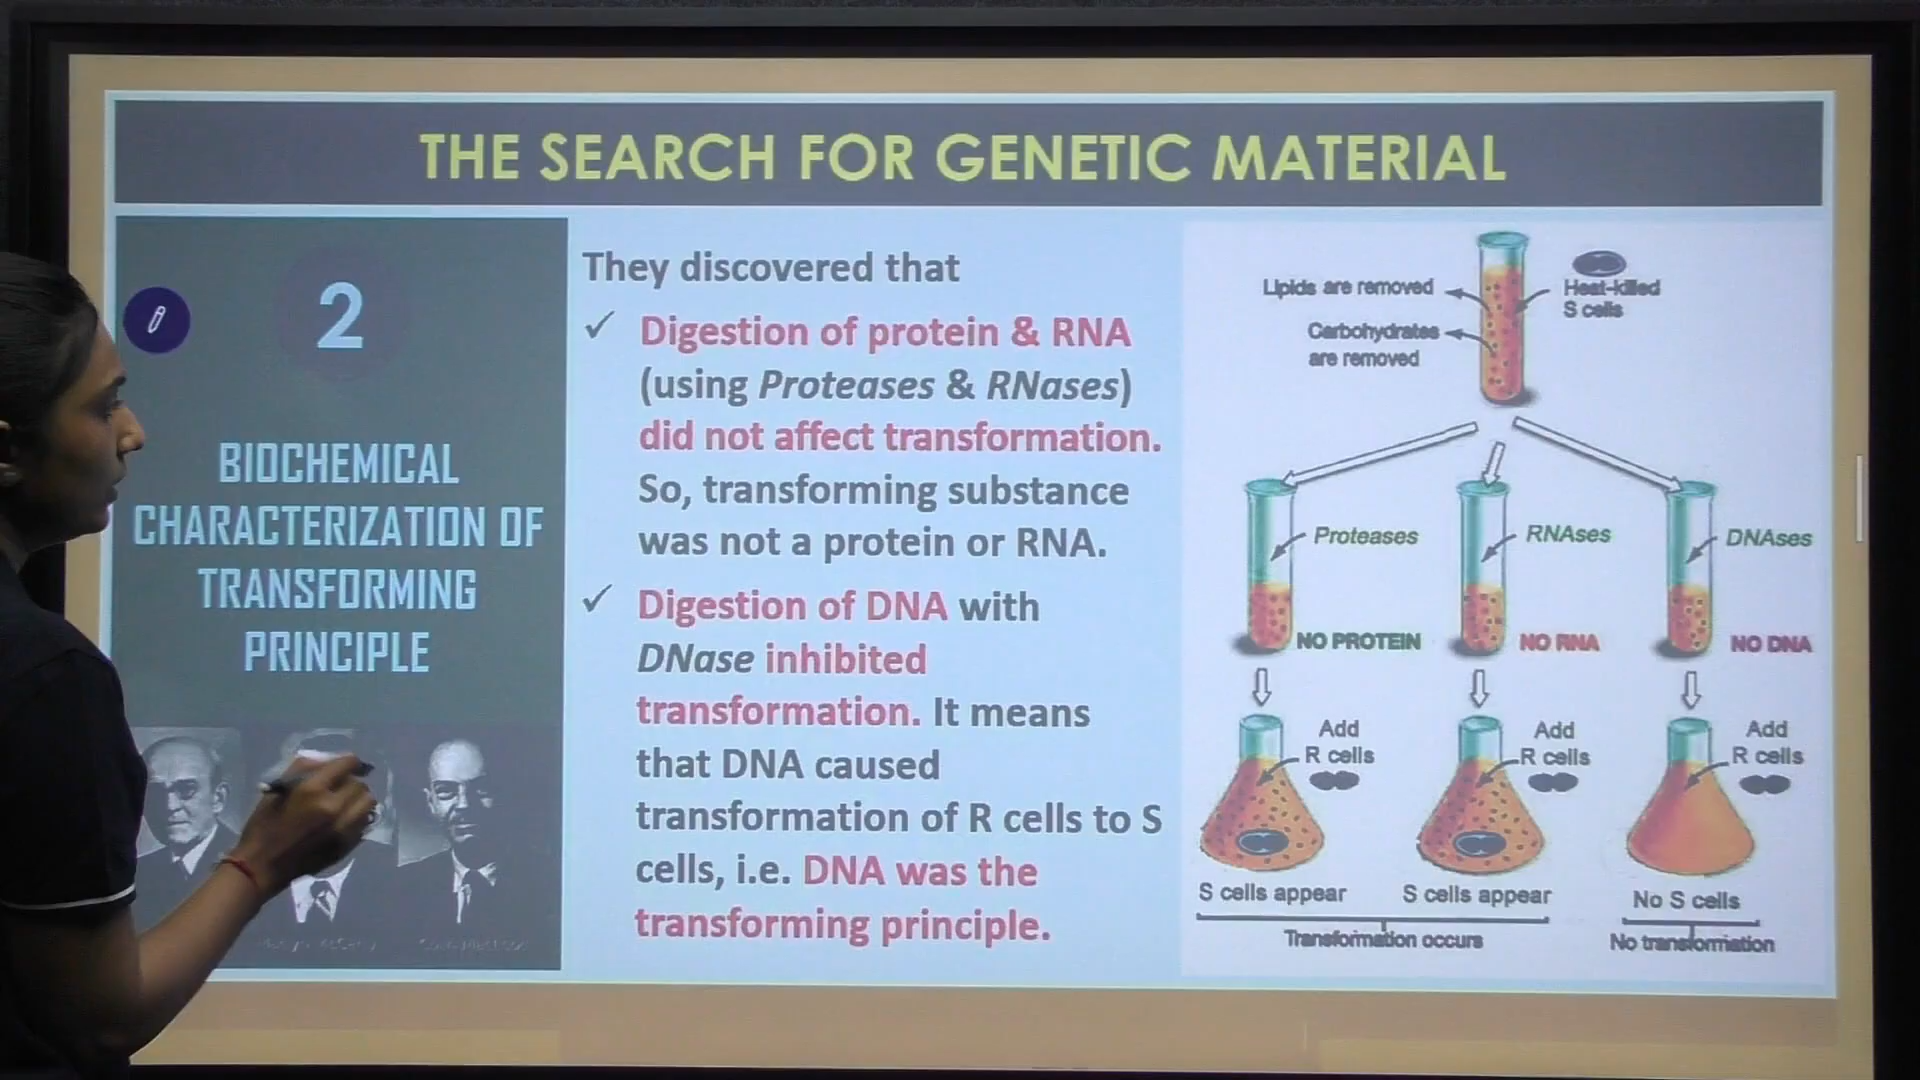 THE SEARCH FOR GENETIC MATERIAL
2
BIOCHEMICAL
CHARACTERIZATION OF
TRANSFORMING
PRINCIPLE
They discovered that
✓ Digestion of protein & RNA
(using Proteases & RNases)
did not affect transformation.
So, transforming substance
was not a protein or RNA.
✓ Digestion of DNA with
DNase inhibited
transformation. It means
that DNA caused
transformation of R cells to S
cells, i.e. DNA was the
transforming principle.
Lipids are removed
Heat-killed
S cells
Carbohydrates
are removed
Proteases
RNAses
DNAses
NO PROTEIN
NO RNA
NO DNA
Add
R cells
Add
R cells
Add
R cells
S cells appear
S cells appear
No S cells
Transformation occurs
No transformation